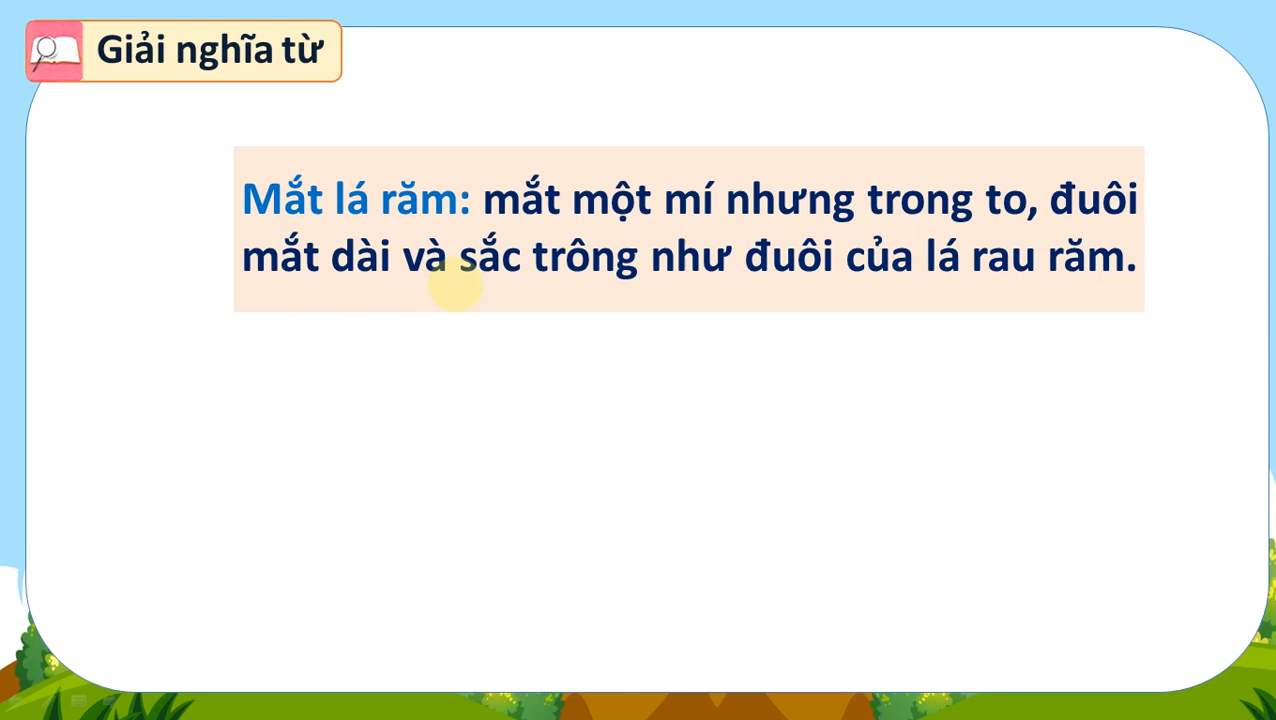 Giải nghĩa từ
Mắt lá răm: mắt một mí nhưng trong to, đuôi
mắt dài và sắc trông như đuôi của lá rau răm.